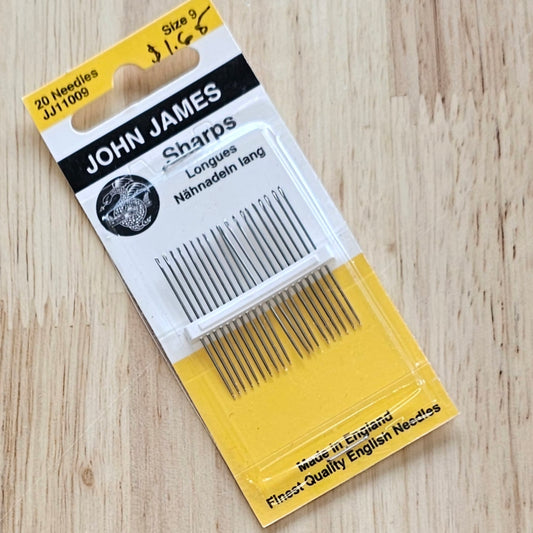 20 Needles Size 9
JJ11009 $1.65
JOHN JAMES
Sharps
Longues
Nähnadeln lang
Made in England
Finest Quality English Needles